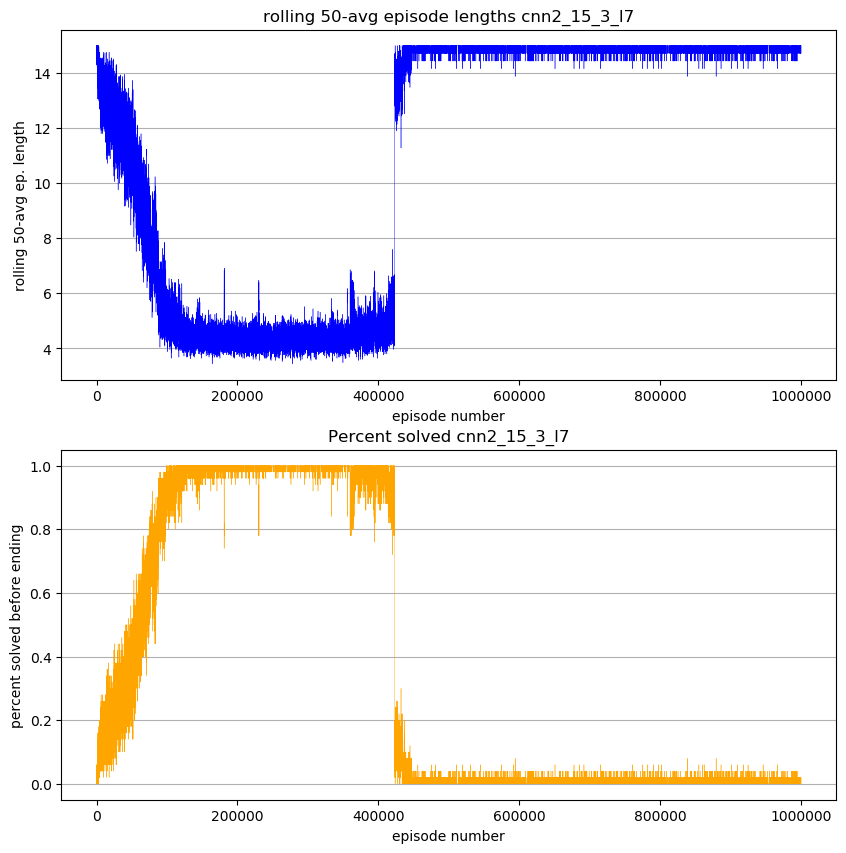 rolling 50-avg episode lengths cnn2_15_3_l7
14
12
10
8
6
4
rolling 50-avg ep. length
0 200000 400000 600000 800000 1000000
episode number
Percent solved cnn2_15_3_l7
1.0
0.8
0.6
0.4
0.2
0.0
percent solved before ending
0 200000 400000 600000 800000 1000000
episode number